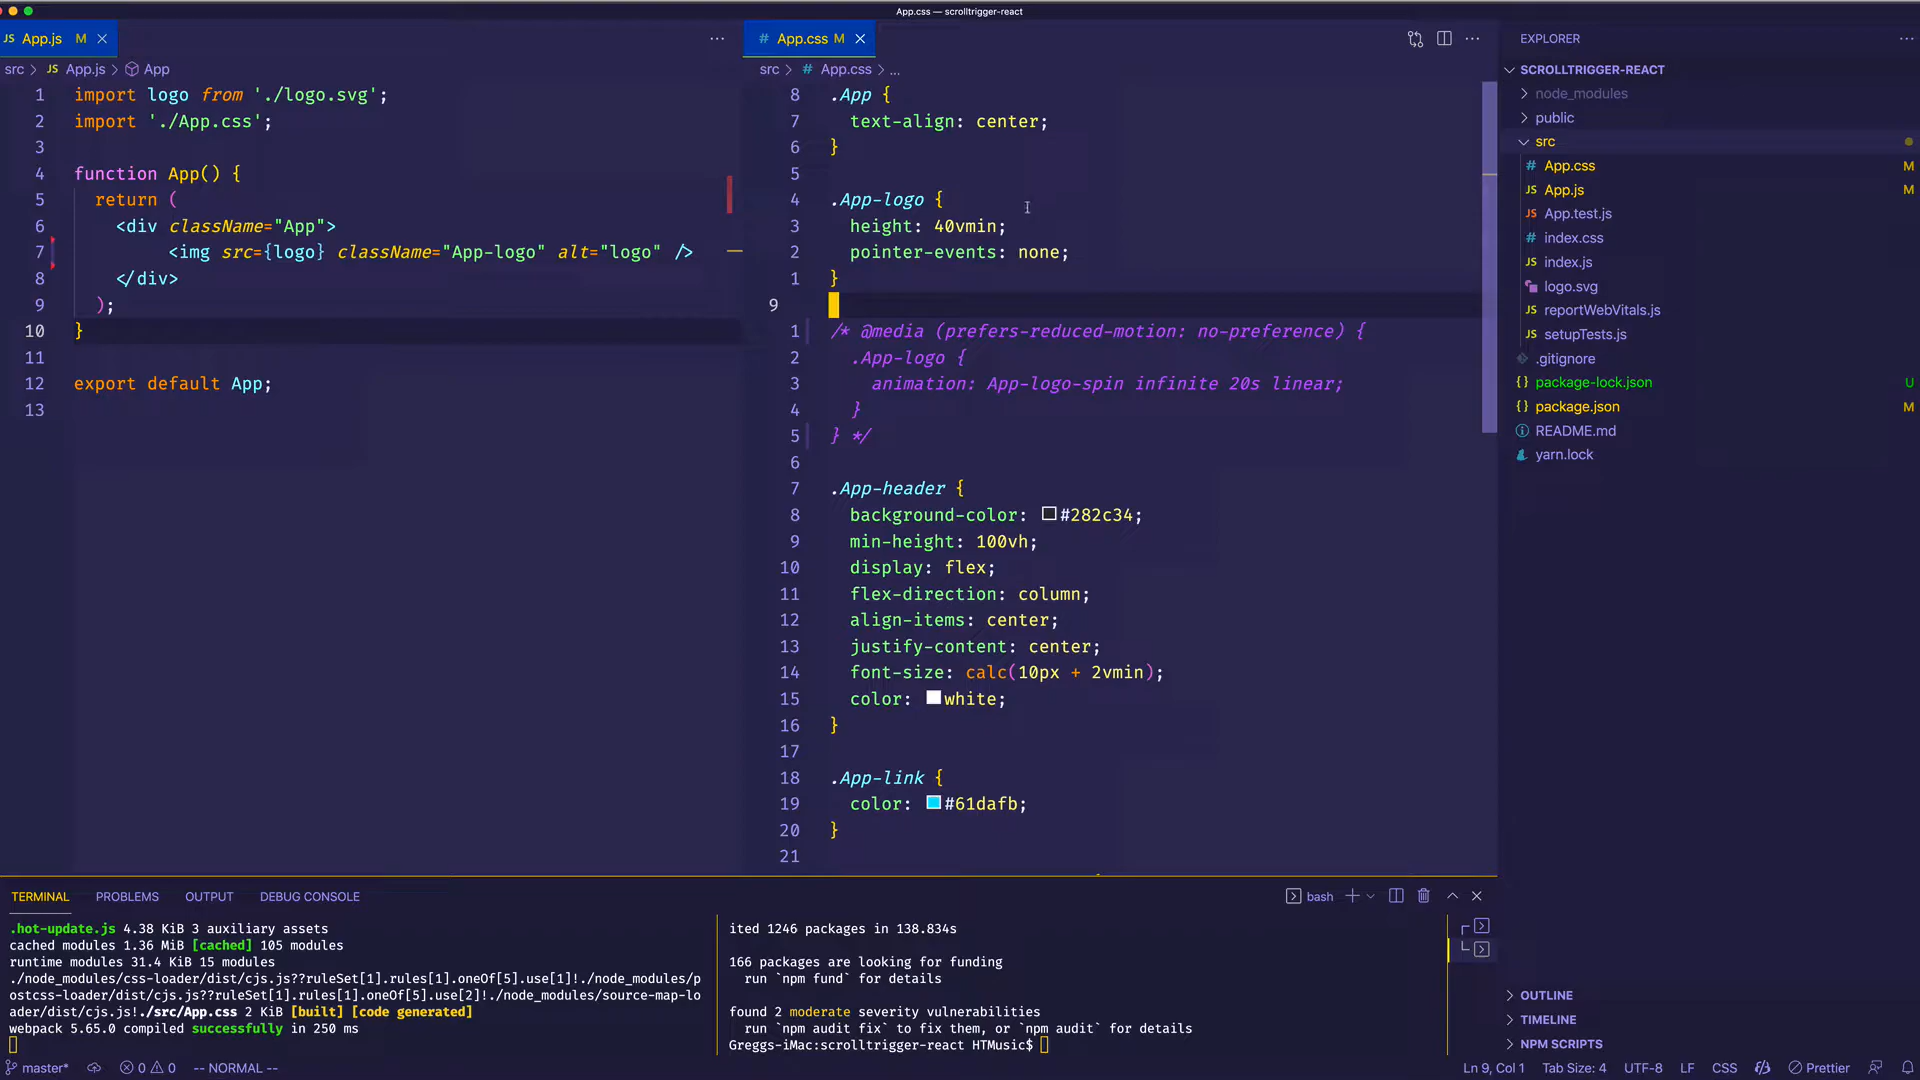 App.css — scrolltrigger-react
JS App.js M
src > JS App.js > App
1 import logo from './logo.svg';
2 import './App.css';
3
4 function App() {
5 return (
6 <div className="App">
7 <img src={logo} className="App-logo" alt="logo" />
8 </div>
9 );
10 }
11
12 export default App;
13
# App.css M
src > # App.css > ...
8 .App {
7 text-align: center;
6 }
5
4 .App-logo {
3 height: 40vmin;
2 pointer-events: none;
1 }
9
1 /* @media (prefers-reduced-motion: no-preference) {
2 .App-logo {
3 animation: App-logo-spin infinite 20s linear;
4 }
5 } */
6
7 .App-header {
8 background-color: #282c34;
9 min-height: 100vh;
10 display: flex;
11 flex-direction: column;
12 align-items: center;
13 justify-content: center;
14 font-size: calc(10px + 2vmin);
15 color: white;
16 }
17
18 .App-link {
19 color: #61dafb;
20 }
21
EXPLORER
SCROLLTRIGGER-REACT
node_modules
public
src
# App.css M
JS App.js M
JS App.test.js
# index.css
JS index.js
logo.svg
JS reportWebVitals.js
JS setupTests.js
.gitignore
{} package-lock.json U
{} package.json M
README.md
yarn.lock
OUTLINE
TIMELINE
NPM SCRIPTS
TERMINAL PROBLEMS OUTPUT DEBUG CONSOLE
bash
.hot-update.js 4.38 KiB 3 auxiliary assets
cached modules 1.36 MiB [cached] 105 modules
runtime modules 31.4 KiB 15 modules
./node_modules/css-loader/dist/cjs.js??ruleSet[1].rules[1].oneOf[5].use[1]!./node_modules/p
ostcss-loader/dist/cjs.js??ruleSet[1].rules[1].oneOf[5].use[2]!./node_modules/source-map-lo
ader/dist/cjs.js!./src/App.css 2 KiB [built] [code generated]
webpack 5.65.0 compiled successfully in 250 ms
ited 1246 packages in 138.834s
166 packages are looking for funding
run `npm fund` for details
found 2 moderate severity vulnerabilities
run `npm audit fix` to fix them, or `npm audit` for details
Greggs-iMac:scrolltrigger-react HTMusic$
master* 0 0 -- NORMAL --
Ln 9, Col 1 Tab Size: 4 UTF-8 LF CSS Prettier